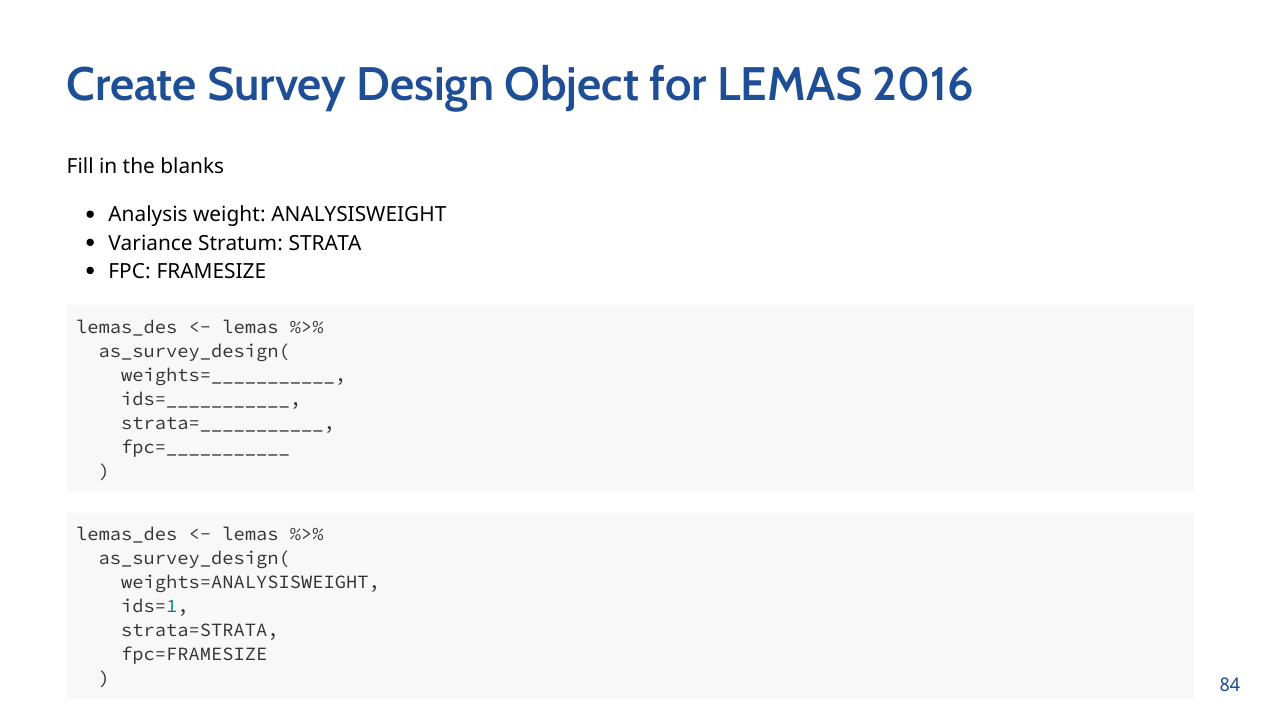 Create Survey Design Object for LEMAS 2016
Fill in the blanks
• Analysis weight: ANALYSISWEIGHT
• Variance Stratum: STRATA
• FPC: FRAMESIZE
lemas_des <- lemas %>%
  as_survey_design(
    weights=___________,
    ids=___________,
    strata=___________,
    fpc=___________
  )
lemas_des <- lemas %>%
  as_survey_design(
    weights=ANALYSISWEIGHT,
    ids=1,
    strata=STRATA,
    fpc=FRAMESIZE
  )
84